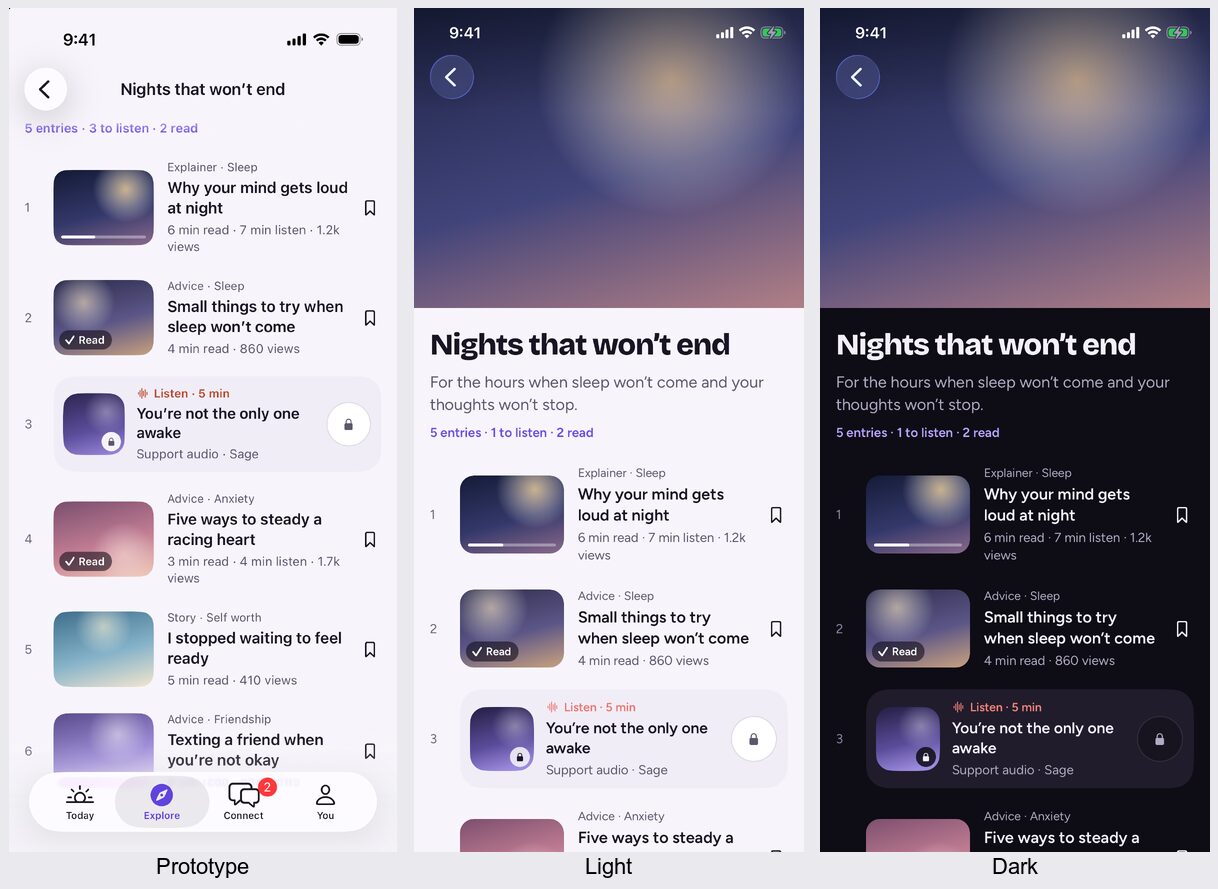 9:41
Nights that won't end
5 entries · 3 to listen · 2 read
1
Explainer · Sleep
Why your mind gets loud
at night
6 min read · 7 min listen · 1.2k
views
2
Read
Advice · Sleep
Small things to try when
sleep won't come
4 min read · 860 views
3
Listen · 5 min
You're not the only one
awake
Support audio · Sage
4
Read
Advice · Anxiety
Five ways to steady a
racing heart
3 min read · 4 min listen · 1.7k
views
5
Story · Self worth
I stopped waiting to feel
ready
5 min read · 410 views
6
Advice · Friendship
Texting a friend when
you're not okay
Today
Explore
2
Connect
You
Prototype
9:41
Nights that won't end
For the hours when sleep won't come and your
thoughts won't stop.
5 entries · 1 to listen · 2 read
1
Explainer · Sleep
Why your mind gets
loud at night
6 min read · 7 min listen · 1.2k
views
2
Read
Advice · Sleep
Small things to try
when sleep won't come
4 min read · 860 views
3
Listen · 5 min
You're not the only one
awake
Support audio · Sage
Advice · Anxiety
Five ways to steady a
Light
9:41
Nights that won't end
For the hours when sleep won't come and your
thoughts won't stop.
5 entries · 1 to listen · 2 read
1
Explainer · Sleep
Why your mind gets
loud at night
6 min read · 7 min listen · 1.2k
views
2
Read
Advice · Sleep
Small things to try
when sleep won't come
4 min read · 860 views
3
Listen · 5 min
You're not the only one
awake
Support audio · Sage
Advice · Anxiety
Five ways to steady a
Dark